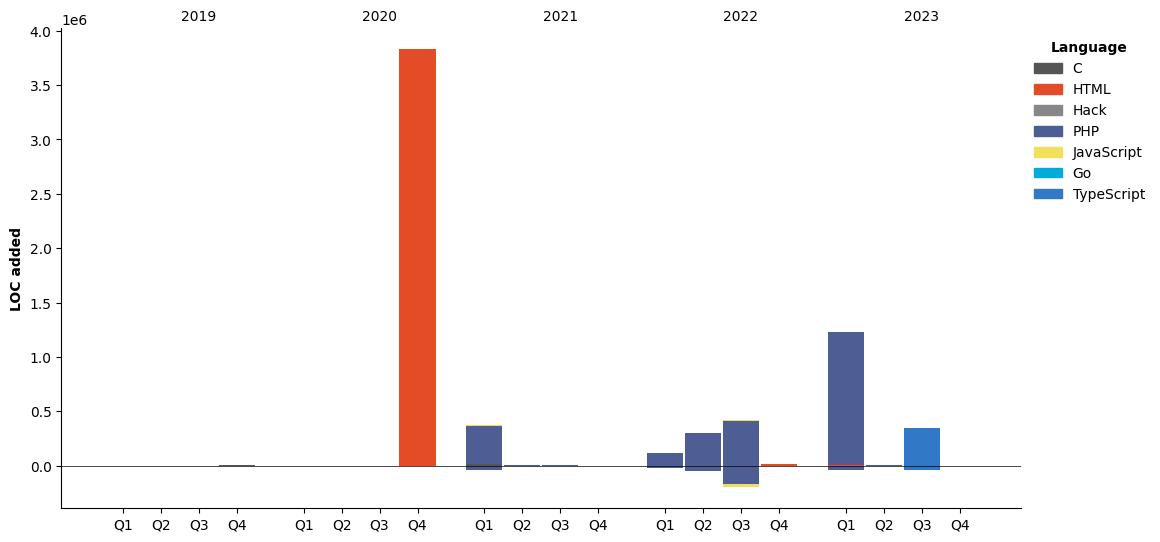 2019 2020 2021 2022 2023
1e6
4.0
3.5
3.0
2.5
2.0
1.5
1.0
0.5
0.0
LOC added
Q1 Q2 Q3 Q4 Q1 Q2 Q3 Q4 Q1 Q2 Q3 Q4 Q1 Q2 Q3 Q4 Q1 Q2 Q3 Q4
Language
C
HTML
Hack
PHP
JavaScript
Go
TypeScript